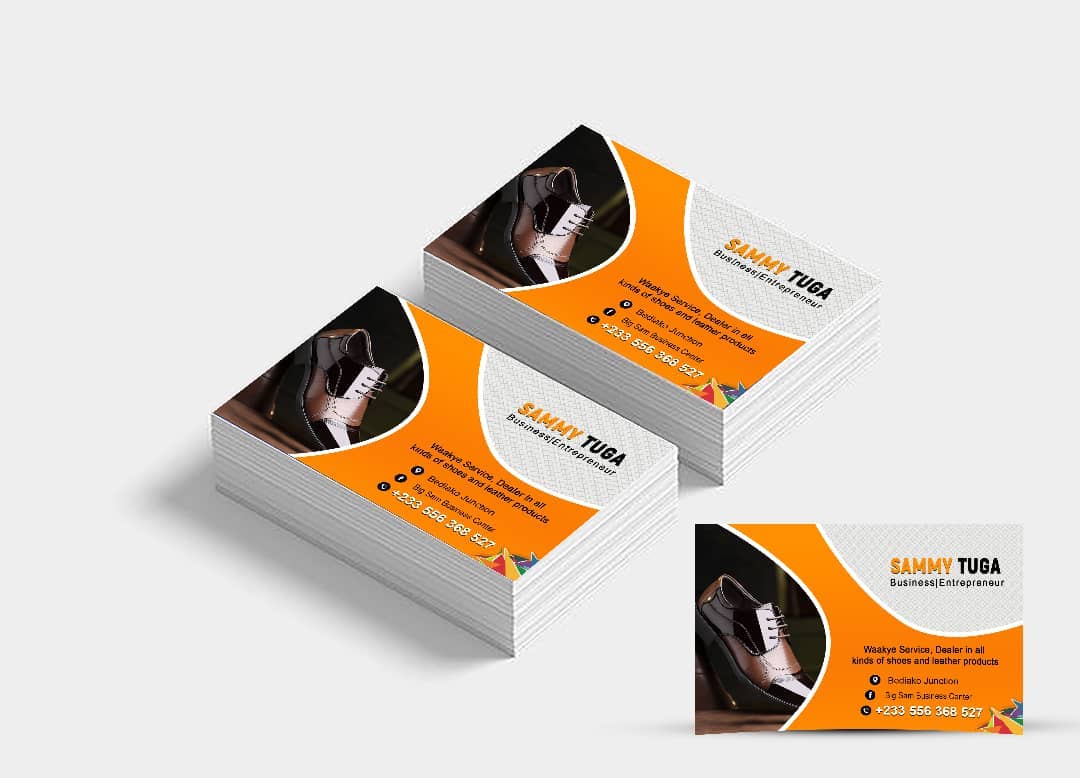 SAMMY TUGA
Business|Entrepreneur
Waakye Service, Dealer in all
kinds of shoes and leather products
Bediako Junction
Big Sam Business Center
+233 556 368 527
SAMMY TUGA
Business|Entrepreneur
Waakye Service, Dealer in all
kinds of shoes and leather products
Bediako Junction
Big Sam Business Center
+233 556 368 527
SAMMY TUGA
Business|Entrepreneur
Waakye Service, Dealer in all
kinds of shoes and leather products
Bediako Junction
Big Sam Business Center
+233 556 368 527